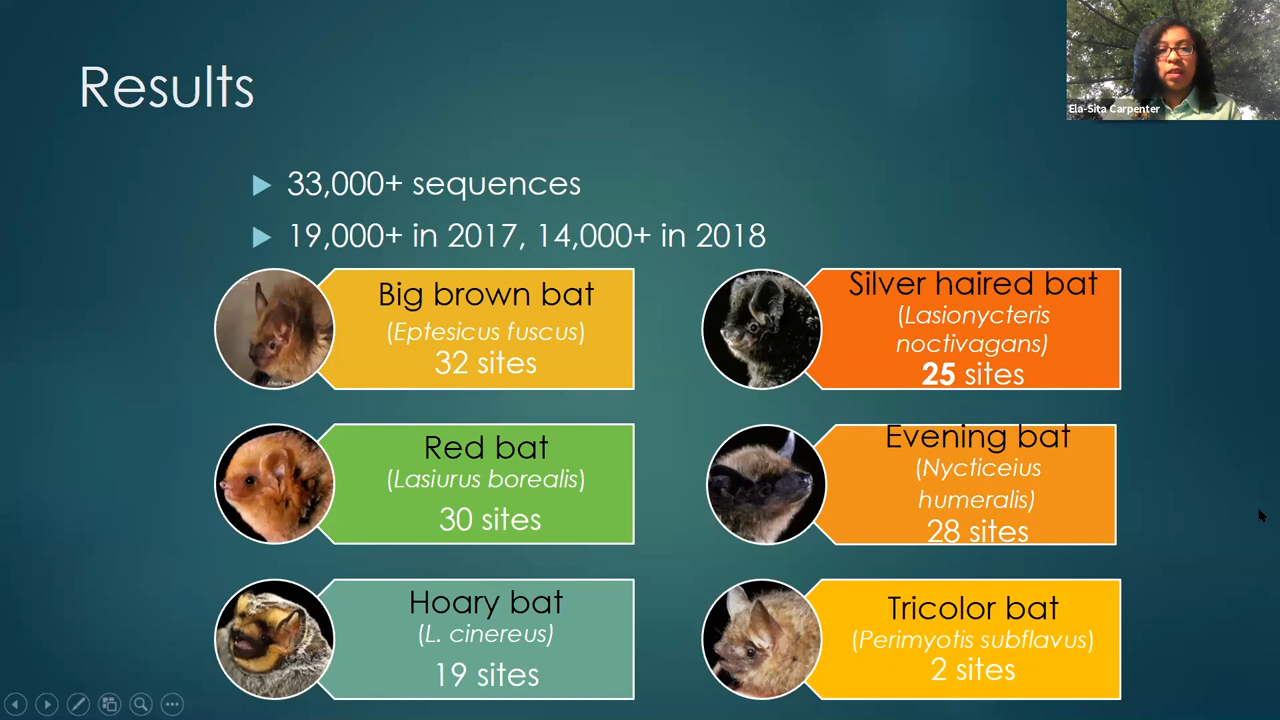 Results
Ela-Sita Carpenter
33,000+ sequences
19,000+ in 2017, 14,000+ in 2018
Big brown bat
(Eptesicus fuscus)
32 sites
Silver haired bat
(Lasionycteris
noctivagans)
25 sites
Red bat
(Lasiurus borealis)
30 sites
Evening bat
(Nycticeius
humeralis)
28 sites
Hoary bat
(L. cinereus)
19 sites
Tricolor bat
(Perimyotis subflavus)
2 sites